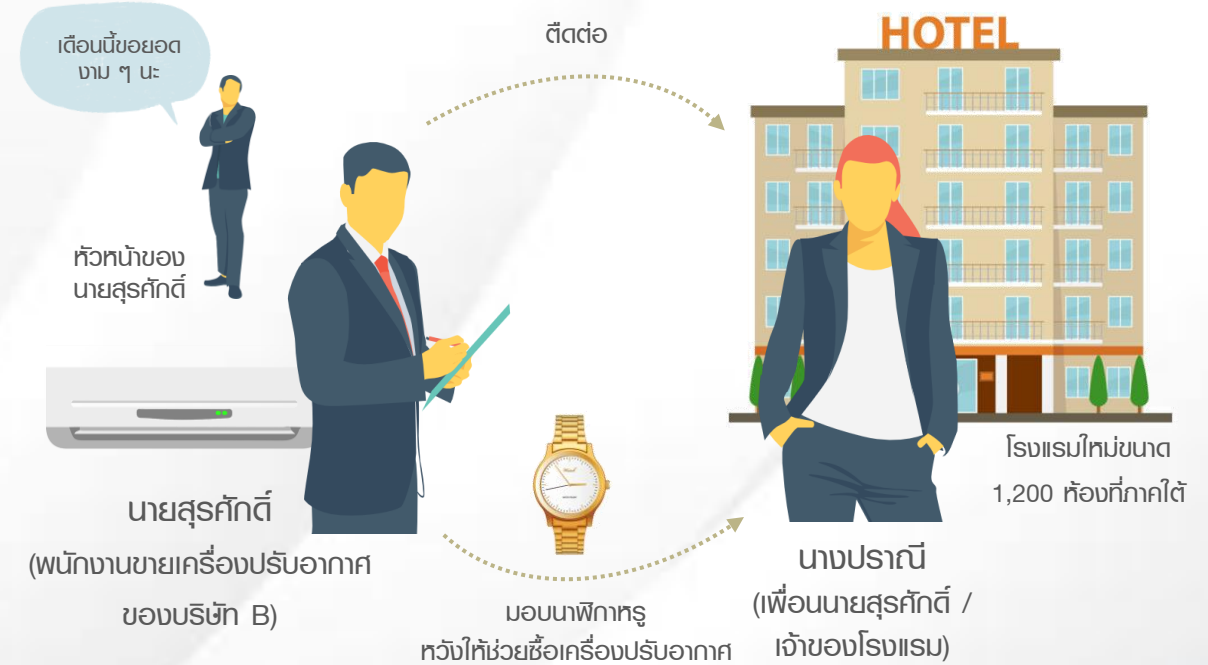 เดือนนี้ขอยอด
งาม ๆ นะ
หัวหน้าของ
นายสุรศักดิ์
ติดต่อ
HOTEL
โรงแรมใหม่ขนาด
1,200 ห้องที่ภาคใต้
นายสุรศักดิ์
(พนักงานขายเครื่องปรับอากาศ
ของบริษัท B)
มอบนาฬิกาหรู
หวังให้ช่วยซื้อเครื่องปรับอากาศ
นางปราณี
(เพื่อนนายสุรศักดิ์ /
เจ้าของโรงแรม)